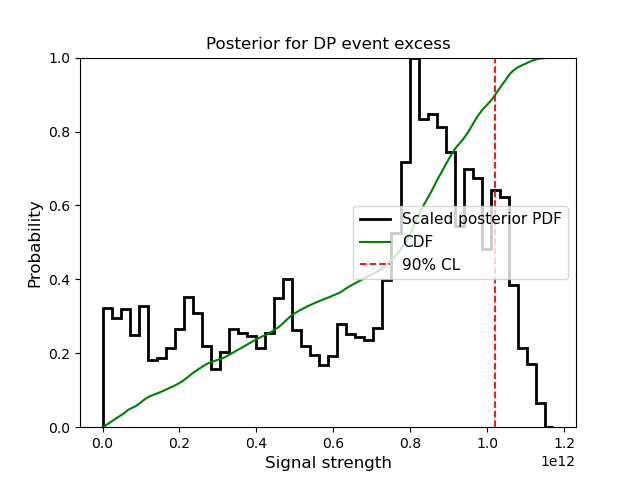 Posterior for DP event excess
1.0
0.8
0.6
0.4
0.2
0.0
Probability
Scaled posterior PDF
CDF
90% CL
0.0 0.2 0.4 0.6 0.8 1.0 1.2
1e12
Signal strength